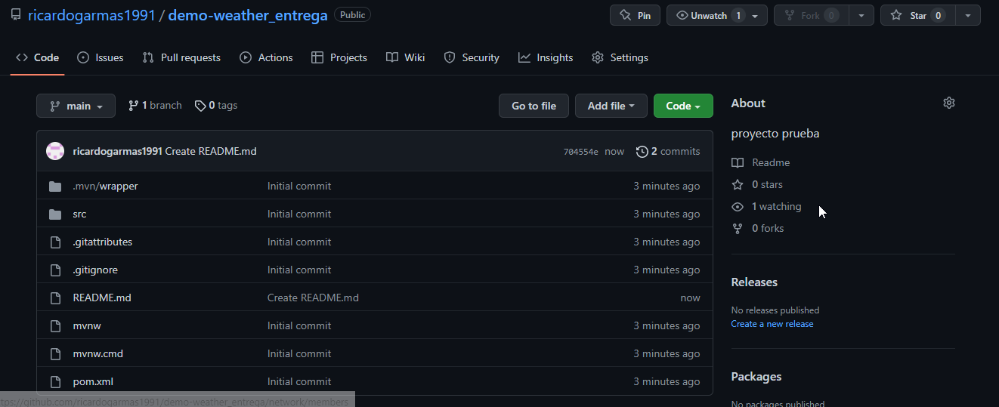 ricardogarmas1991 / demo-weather_entrega Public
Pin Unwatch 1 Fork 0 Star 0
Code Issues Pull requests Actions Projects Wiki Security Insights Settings
main 1 branch 0 tags Go to file Add file Code
ricardogarmas1991 Create README.md 704554e now 2 commits
.mvn/wrapper Initial commit 3 minutes ago
src Initial commit 3 minutes ago
.gitattributes Initial commit 3 minutes ago
.gitignore Initial commit 3 minutes ago
README.md Create README.md now
mvnw Initial commit 3 minutes ago
mvnw.cmd Initial commit 3 minutes ago
pom.xml Initial commit 3 minutes ago
About
proyecto prueba
Readme
0 stars
1 watching
0 forks
Releases
No releases published
Create a new release
Packages
No packages published
tps://github.com/ricardogarmas1991/demo-weather_entrega/network/members